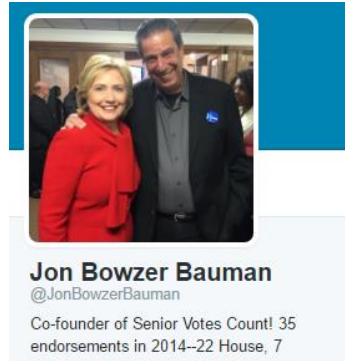 Jon Bowzer Bauman
@JonBowzerBauman
Co-founder of Senior Votes Count! 35
endorsements in 2014--22 House, 7